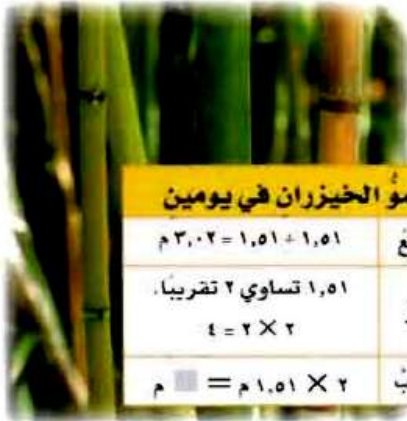 الخيزران في يومين
١,٥١ + ١,٥١ = ٣,٠٢ م
١,٥١ تساوي ٢ تقريبًا.
٢ × ٢ = ٤
٢ × ١,٥١ م = م